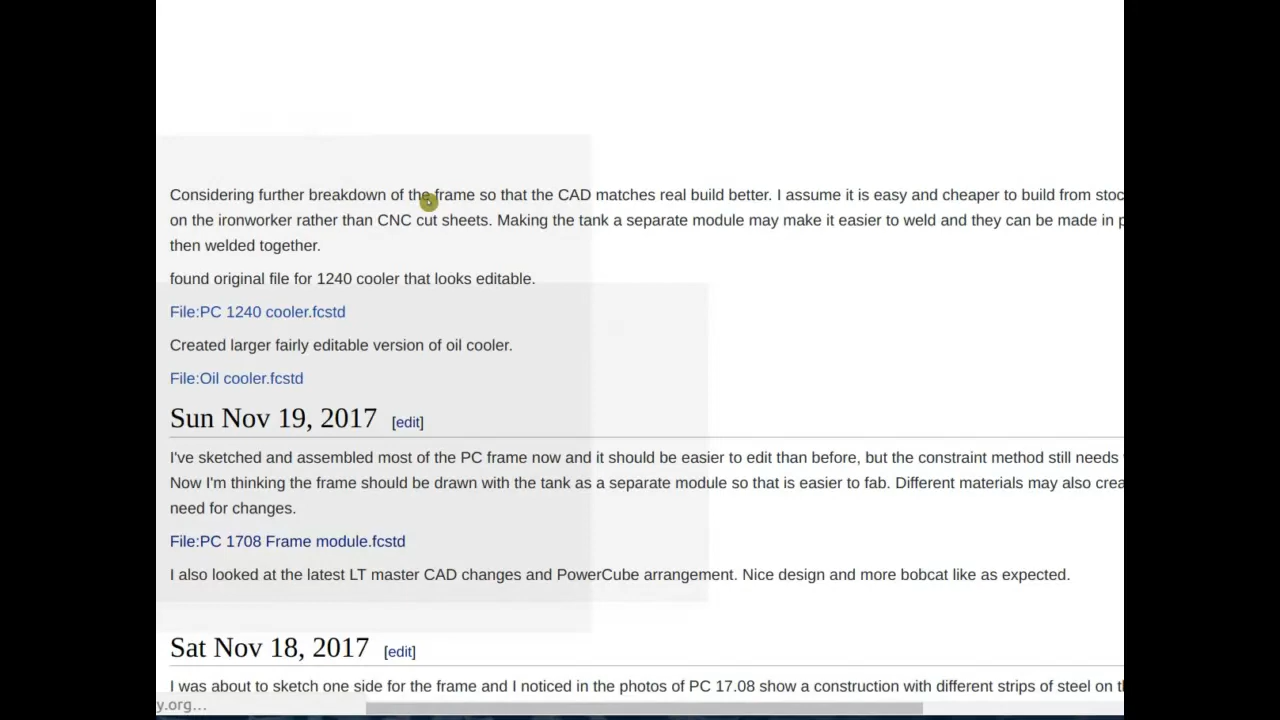 Considering further breakdown of the frame so that the CAD matches real build better. I assume it is easy and cheaper to build from stoc
on the ironworker rather than CNC cut sheets. Making the tank a separate module may make it easier to weld and they can be made in p
then welded together.
found original file for 1240 cooler that looks editable.
File:PC 1240 cooler.fcstd
Created larger fairly editable version of oil cooler.
File:Oil cooler.fcstd
Sun Nov 19, 2017 [edit]
I've sketched and assembled most of the PC frame now and it should be easier to edit than before, but the constraint method still needs
Now I'm thinking the frame should be drawn with the tank as a separate module so that is easier to fab. Different materials may also crea
need for changes.
File:PC 1708 Frame module.fcstd
I also looked at the latest LT master CAD changes and PowerCube arrangement. Nice design and more bobcat like as expected.
Sat Nov 18, 2017 [edit]
I was about to sketch one side for the frame and I noticed in the photos of PC 17.08 show a construction with different strips of steel on th
y.org...